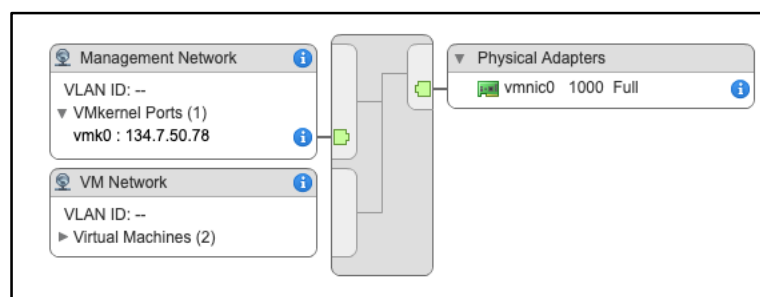 Management Network
VLAN ID: --
VMkernel Ports (1)
vmk0 : 134.7.50.78
VM Network
VLAN ID: --
Virtual Machines (2)
Physical Adapters
vmnic0 1000 Full